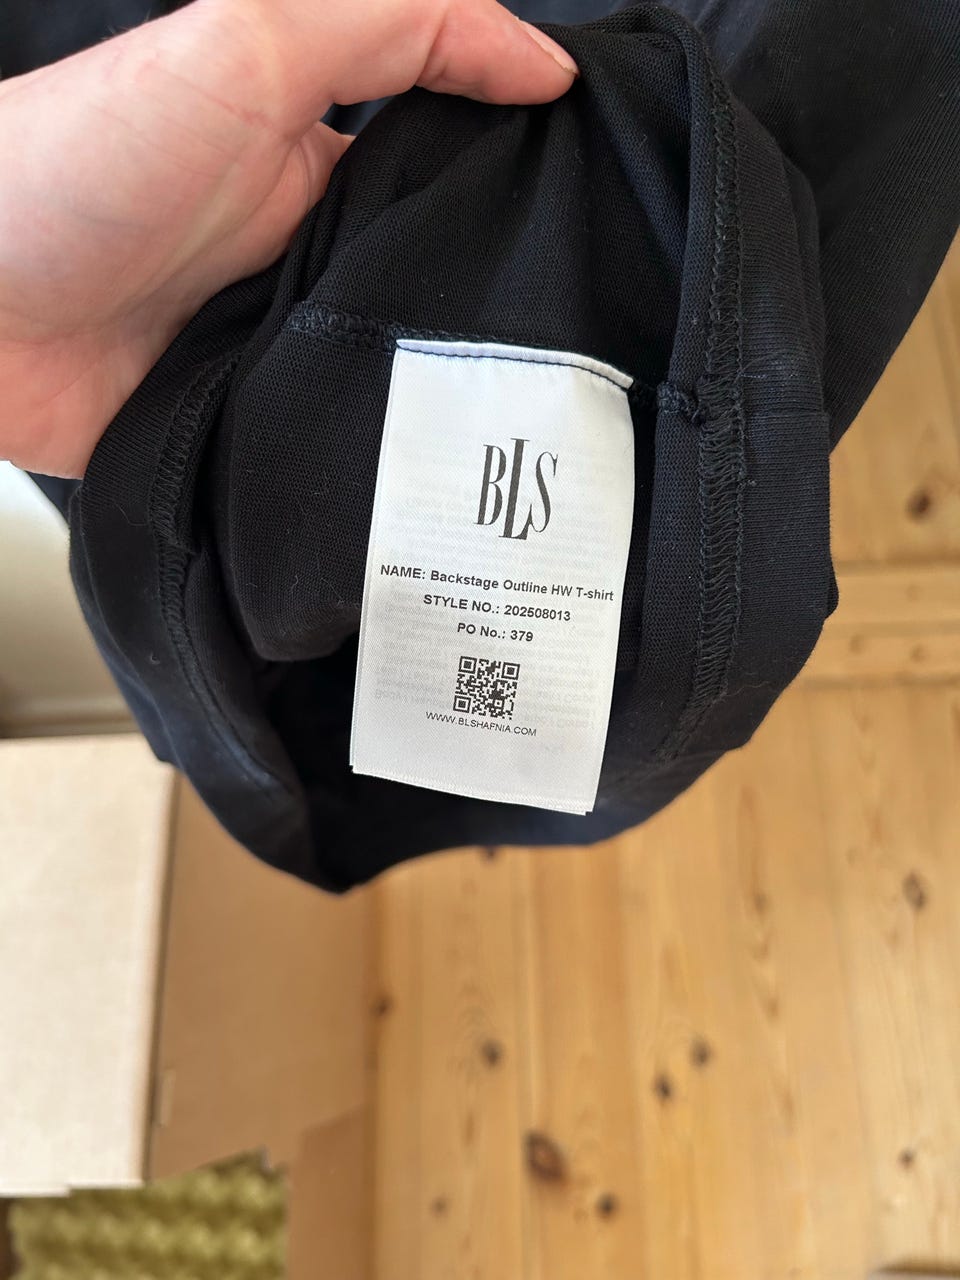 BLS
NAME: Backstage Outline HW T-shirt
STYLE NO.: 202508013
PO No.: 379
WWW.BLSHAFNIA.COM